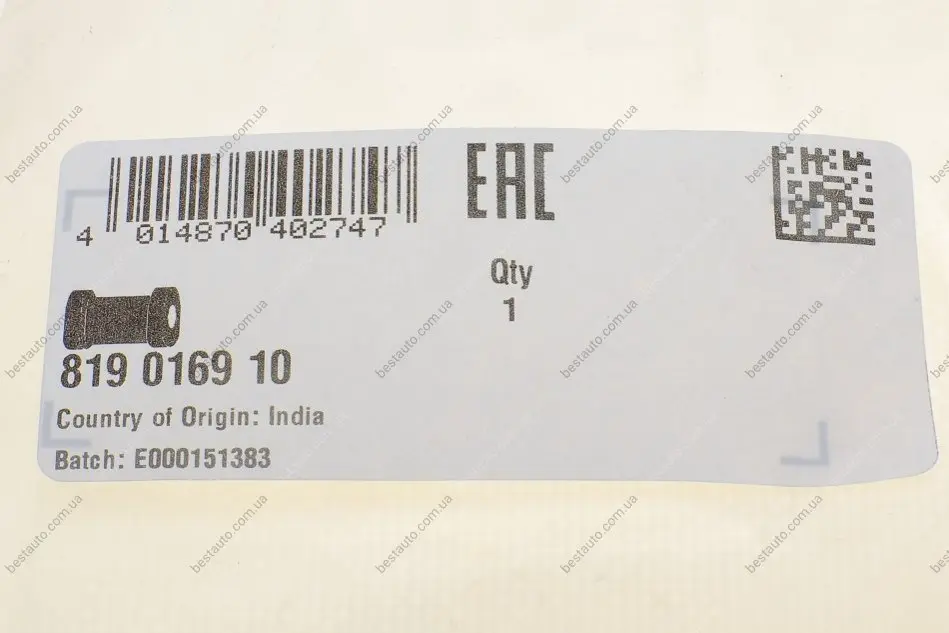 4 014870 402747
EAC
Qty
1
819 0169 10
Country of Origin: India
Batch: E000151383
bestauto.com.ua